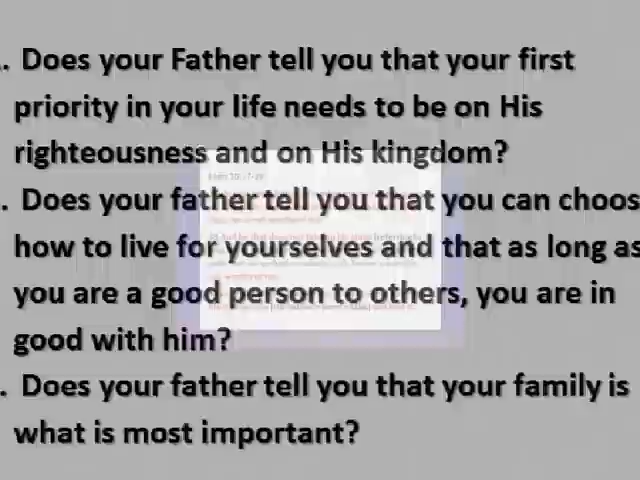 . Does your Father tell you that your first
priority in your life needs to be on His
righteousness and on His kingdom?
. Does your father tell you that you can choos
how to live for yourselves and that as long as
you are a good person to others, you are in
good with him?
. Does your father tell you that your family is
what is most important?